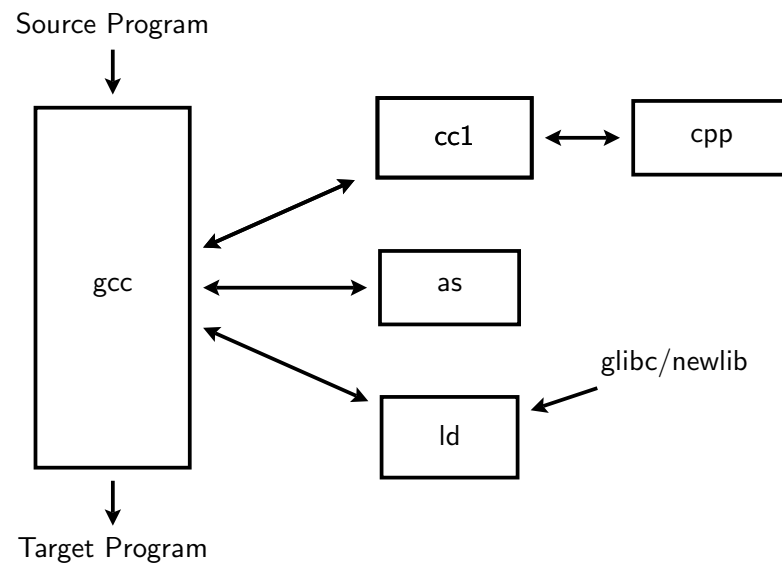 Source Program
cc1
cpp
gcc
as
glibc/newlib
ld
Target Program